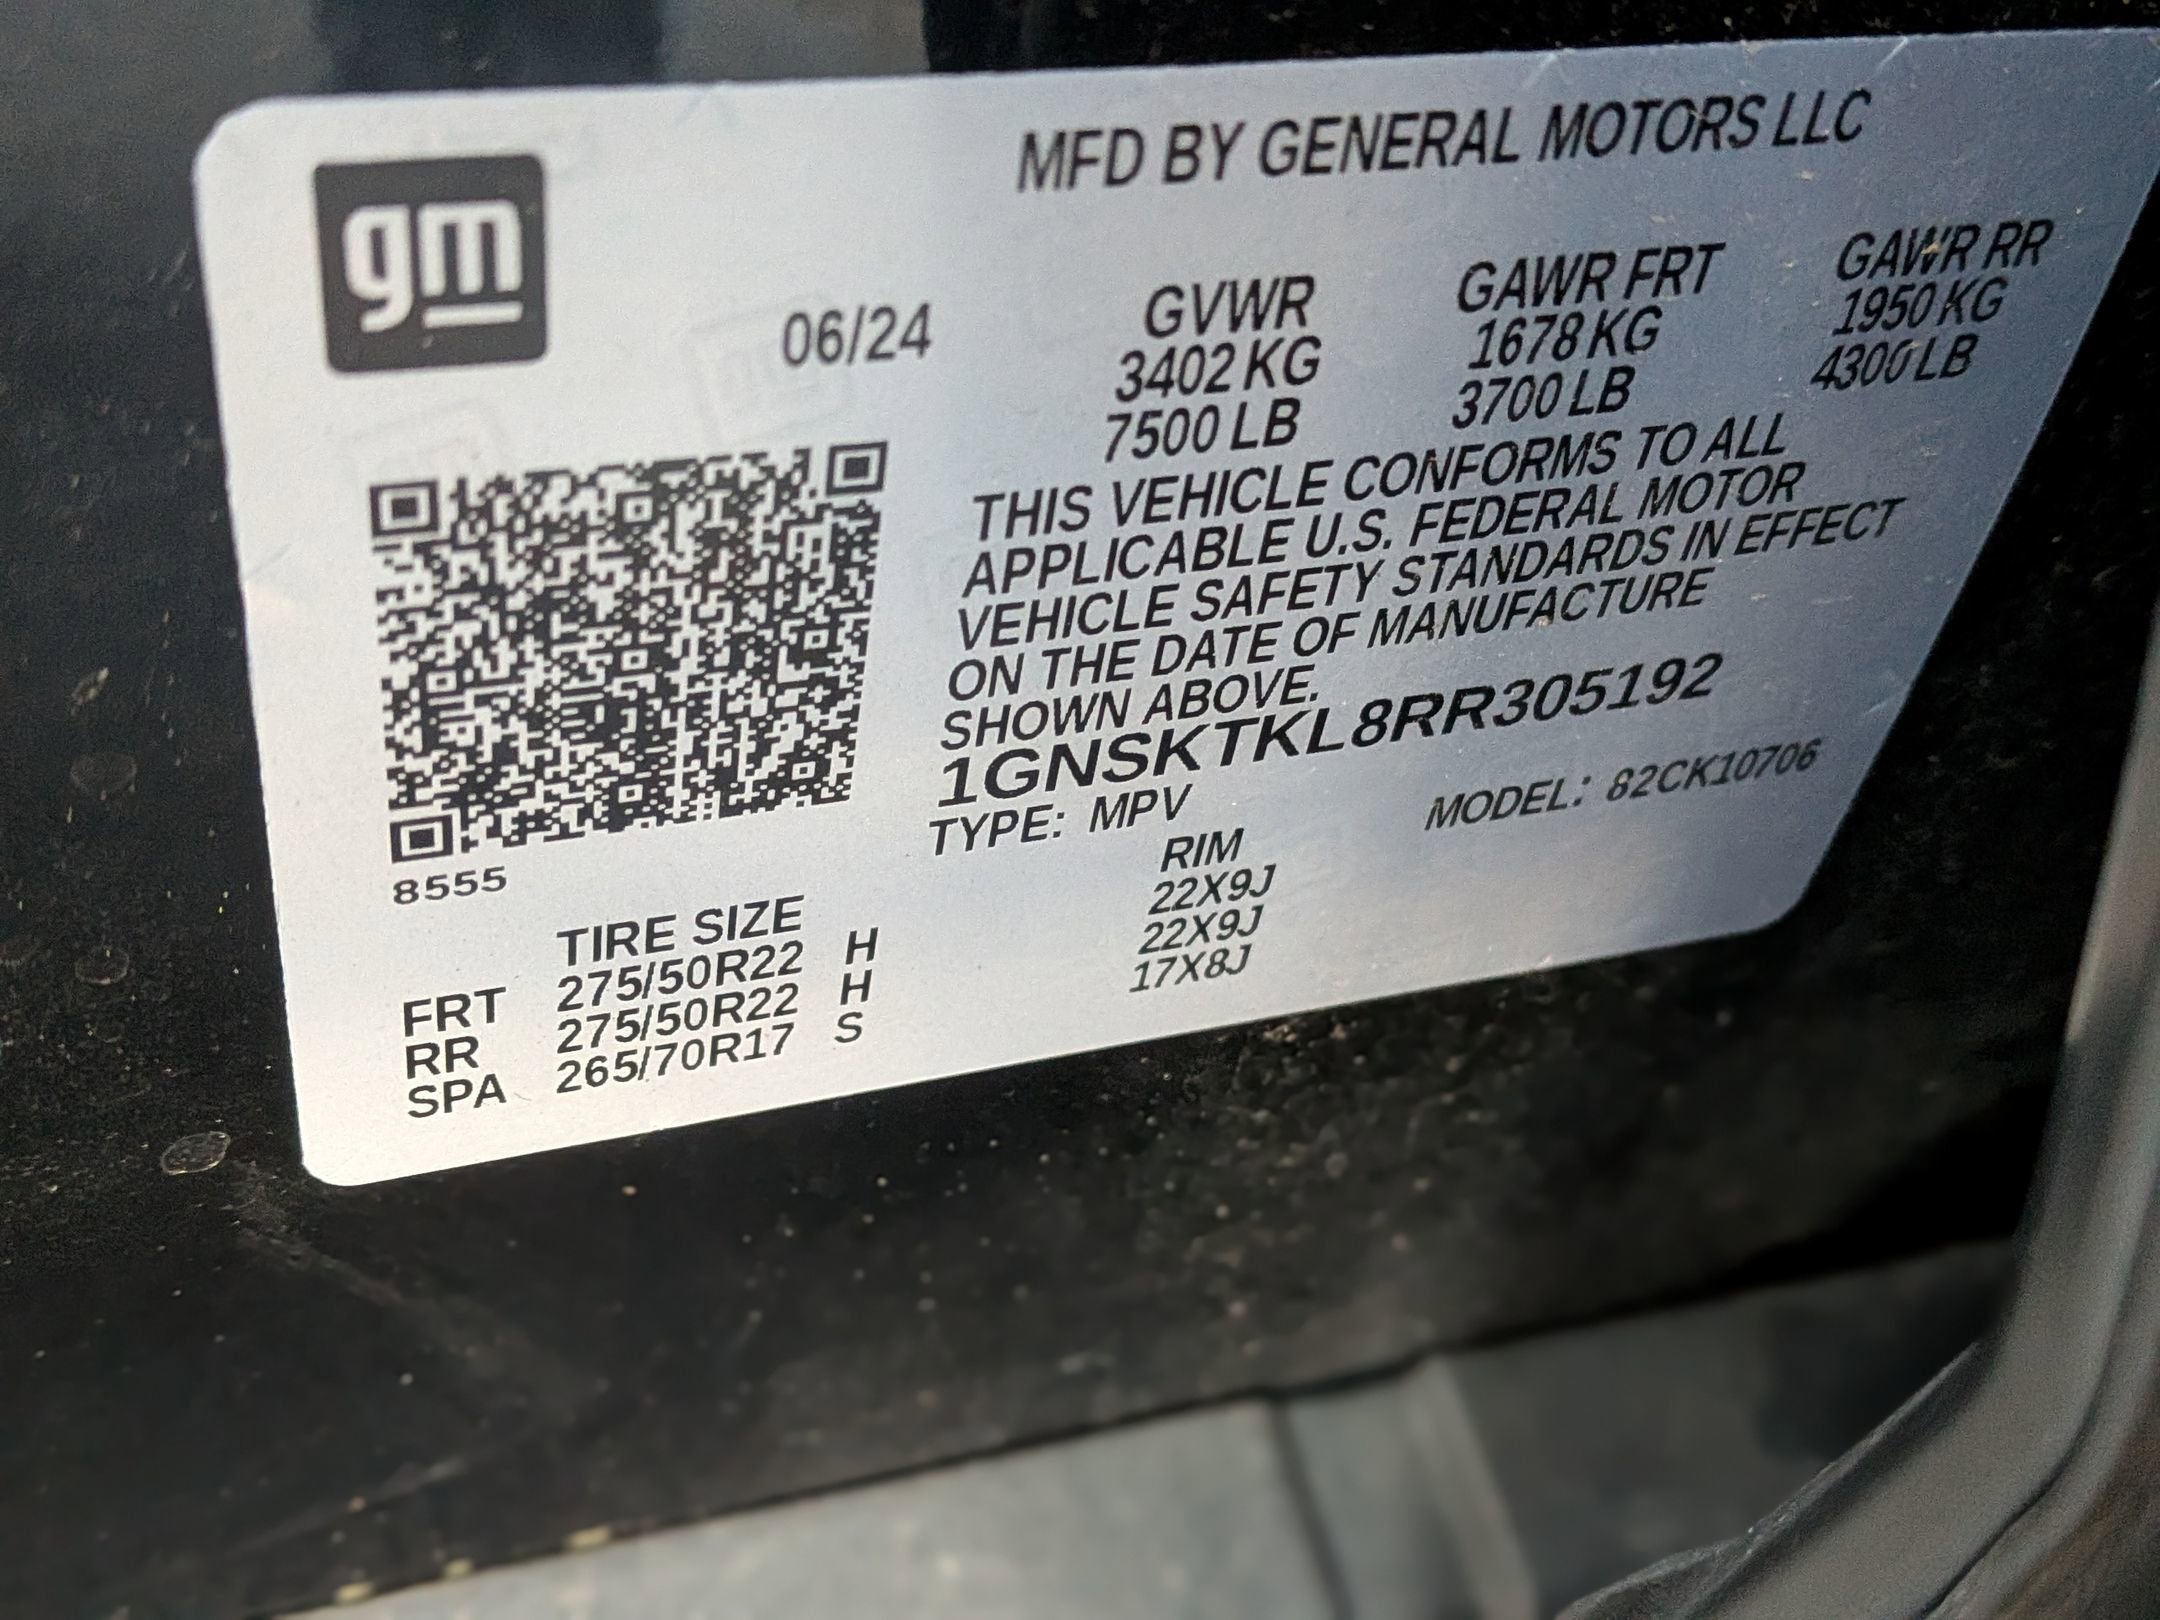 gm
MFD BY GENERAL MOTORS LLC
06/24 GVWR GAWR FRT GAWR RR
3402 KG 1678 KG 1950 KG
7500 LB 3700 LB 4300 LB
THIS VEHICLE CONFORMS TO ALL
APPLICABLE U.S. FEDERAL MOTOR
VEHICLE SAFETY STANDARDS IN EFFECT
ON THE DATE OF MANUFACTURE
SHOWN ABOVE.
1GNSKTKL8RR305192
TYPE: MPV MODEL: 82CK10706
8555
TIRE SIZE RIM
FRT 275/50R22 H 22X9J
RR 275/50R22 H 22X9J
SPA 265/70R17 S 17X8J